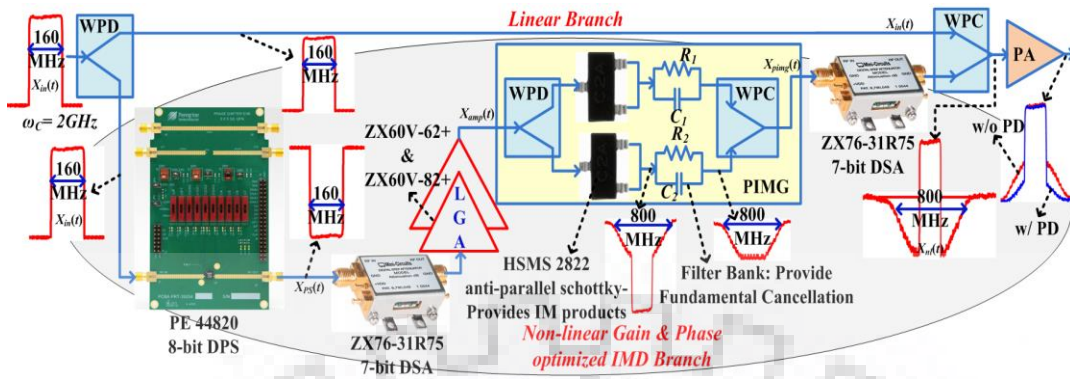 Linear Branch
WPD
160
MHz
Xin(t)
ωC= 2GHz
160
MHz
Xin(t)
160
MHz
160
MHz
XPS(t)
PE 44820
8-bit DPS
ZX76-31R75
7-bit DSA
ZX60V-62+
&
ZX60V-82+
L
G
A
Xamp(t)
WPD
R1
C1
R2
C2
WPC
PIMG
Xpimg(t)
HSMS 2822
anti-parallel schottky-
Provides IM products
800
MHz
800
MHz
Filter Bank: Provide
Fundamental Cancellation
Non-linear Gain & Phase
optimized IMD Branch
ZX76-31R75
7-bit DSA
Xin(t)
WPC
PA
800
MHz
Xnl(t)
w/o PD
w/ PD